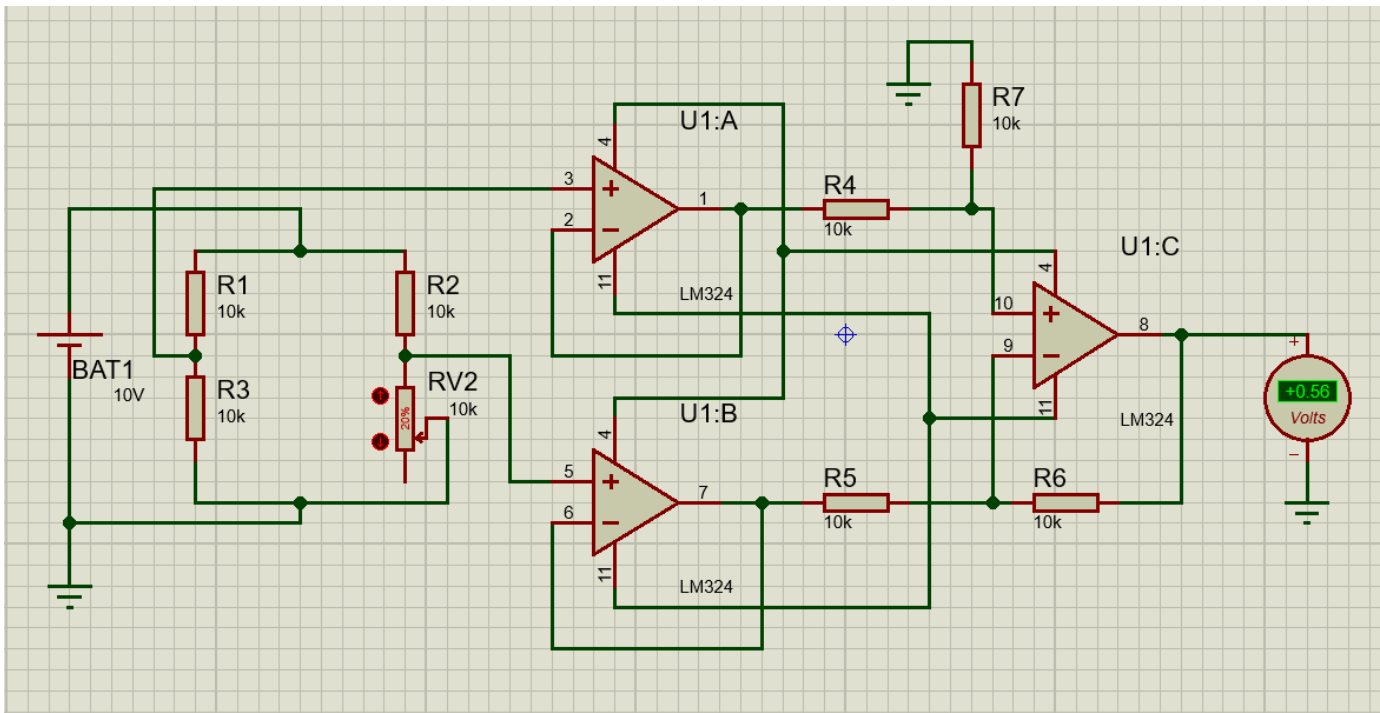 R7
10k
U1:A
4
3
+
2
−
1
11
LM324
R4
10k
U1:C
4
10
+
9
−
8
11
LM324
R1
10k
R2
10k
BAT1
10V
R3
10k
RV2
10k
20%
U1:B
4
5
+
6
−
7
11
LM324
R5
10k
R6
10k
+
+0.56
Volts
−